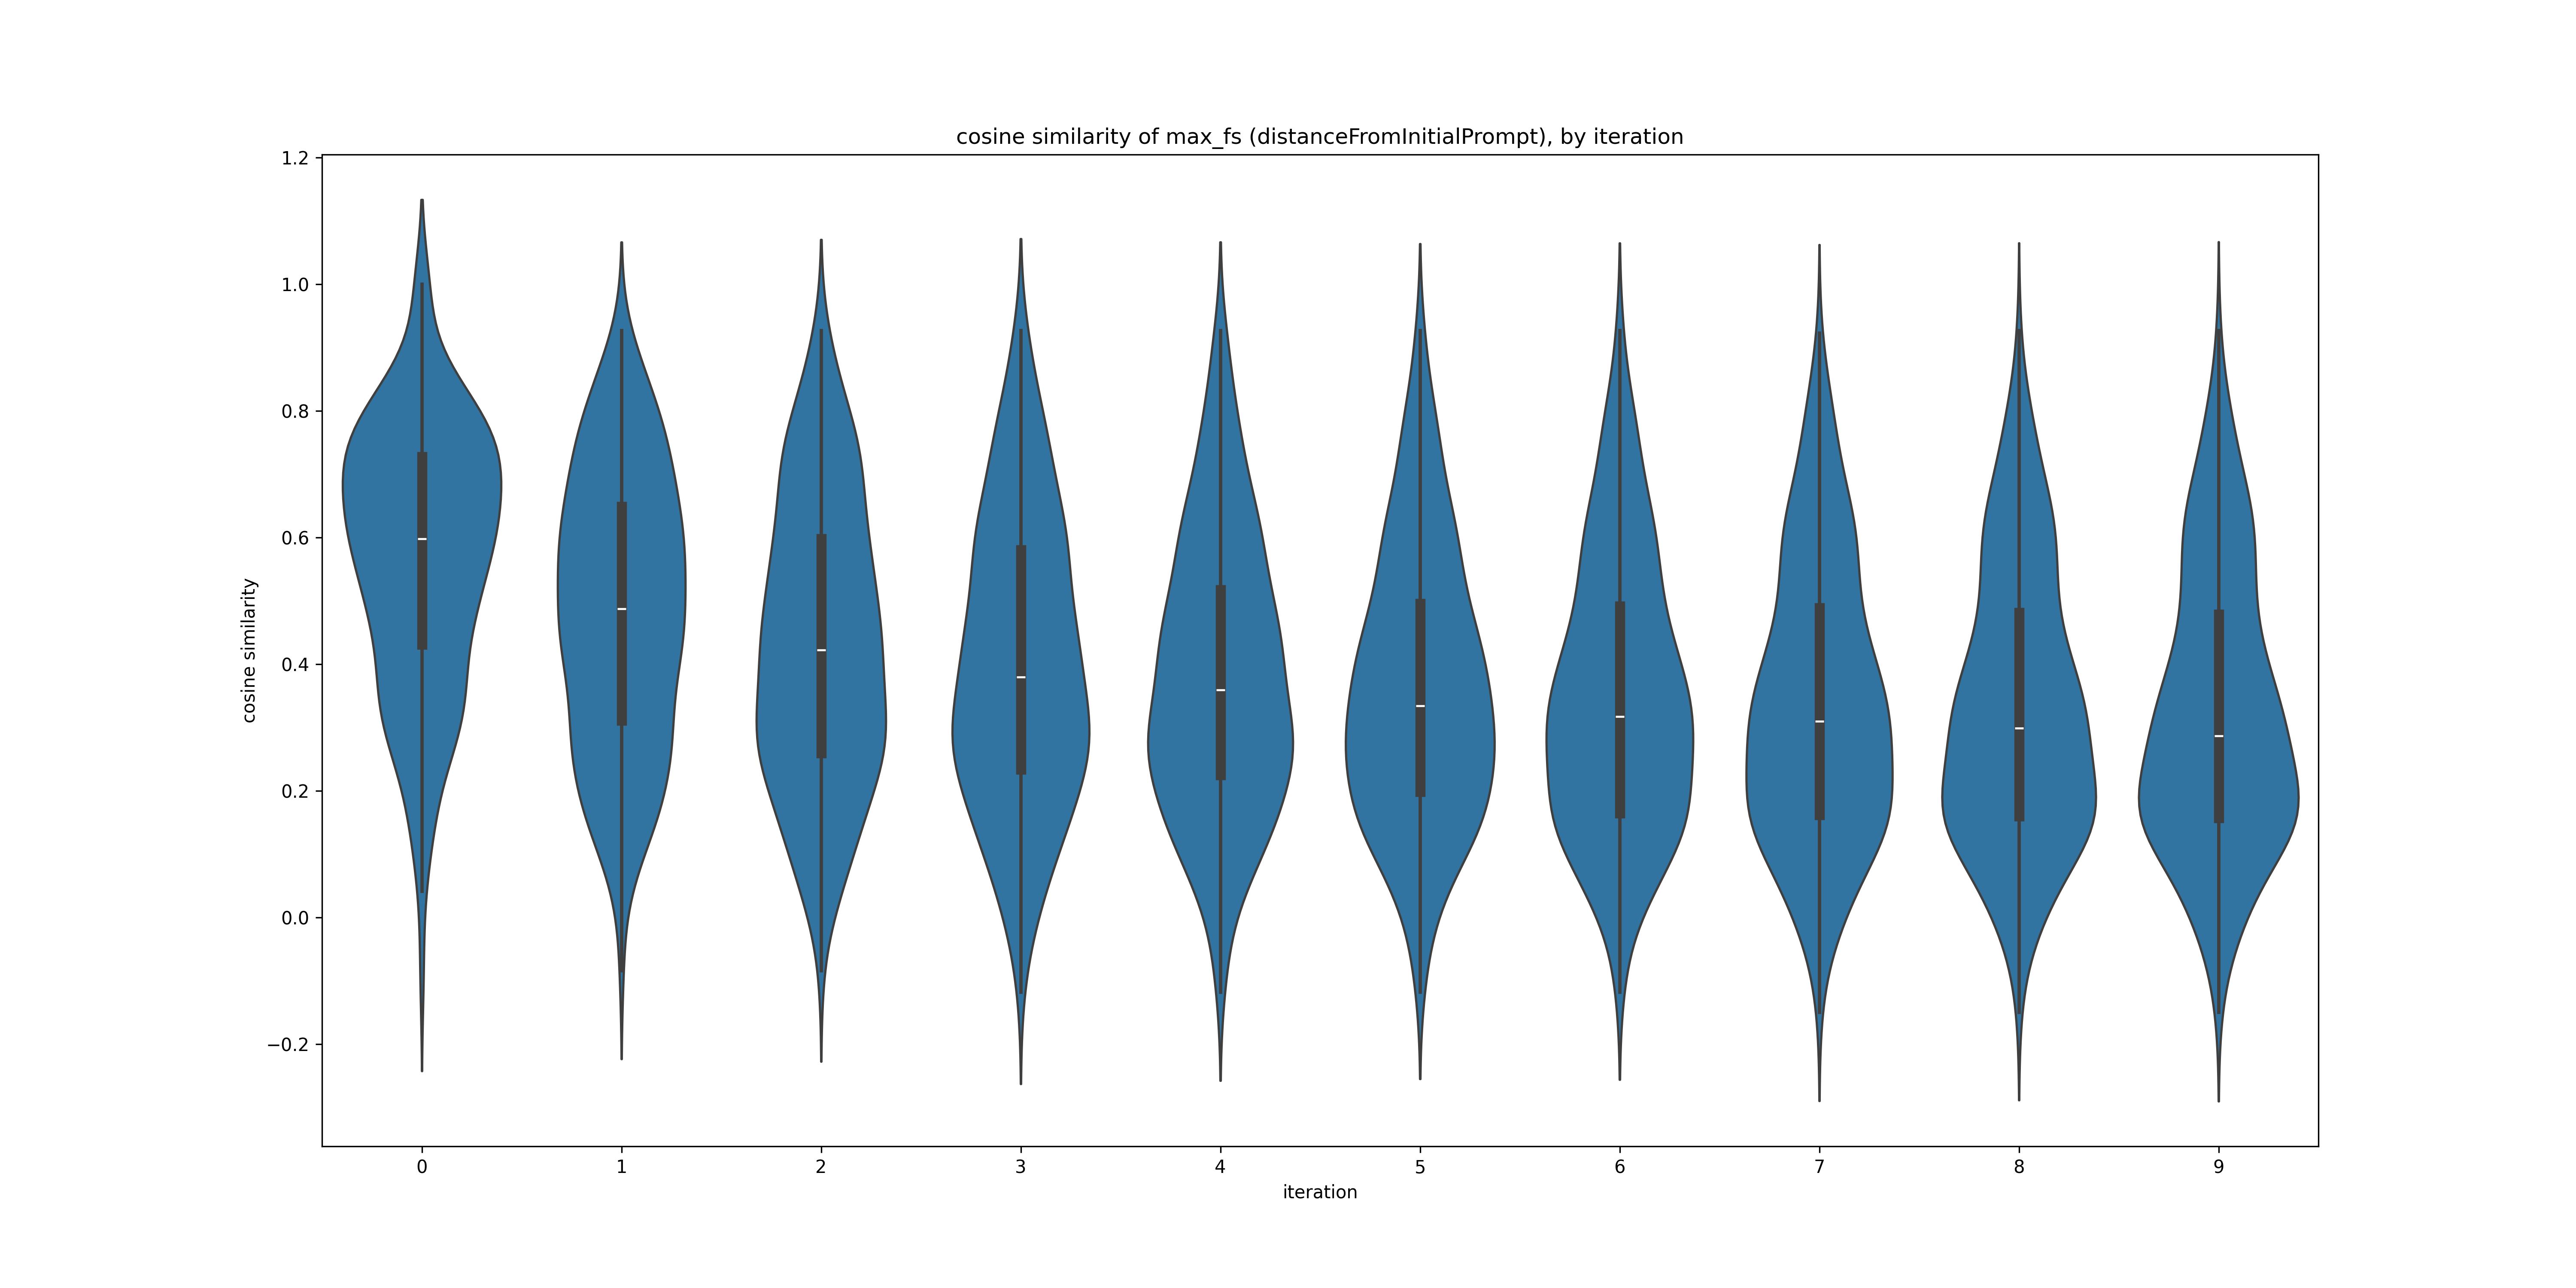 cosine similarity of max_fs (distanceFromInitialPrompt), by iteration
1.2
1.0
0.8
0.6
0.4
0.2
0.0
−0.2
cosine similarity
0 1 2 3 4 5 6 7 8 9
iteration